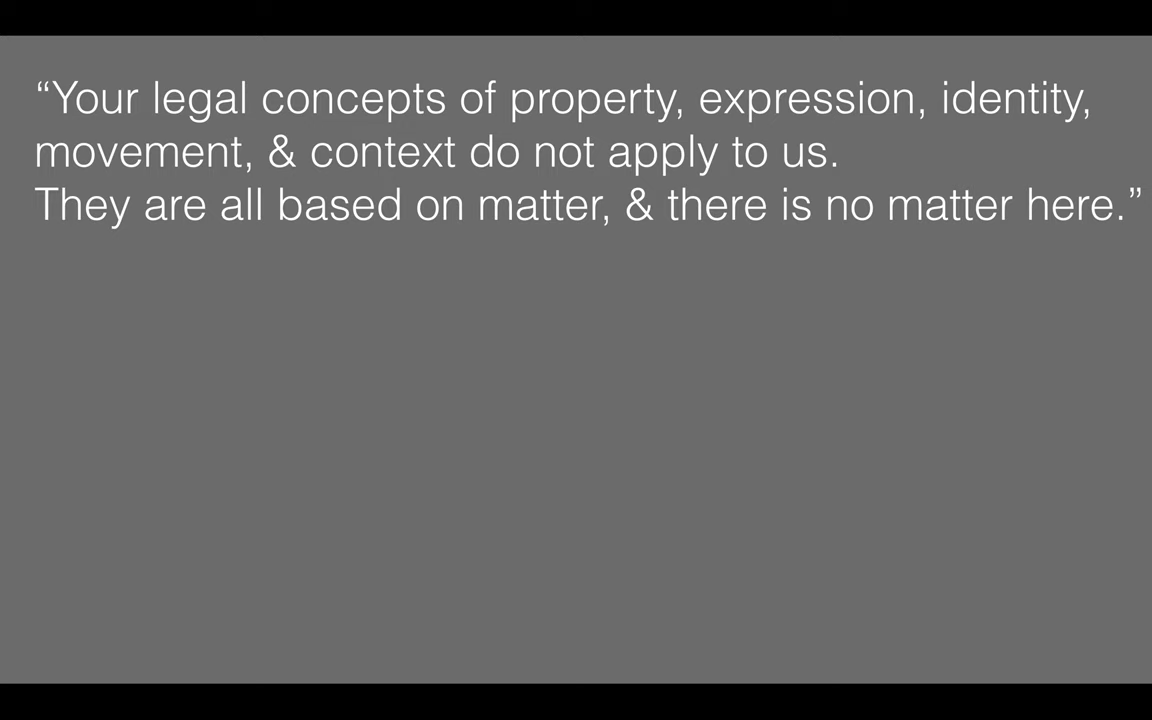 “Your legal concepts of property, expression, identity,
movement, & context do not apply to us.
They are all based on matter, & there is no matter here.”